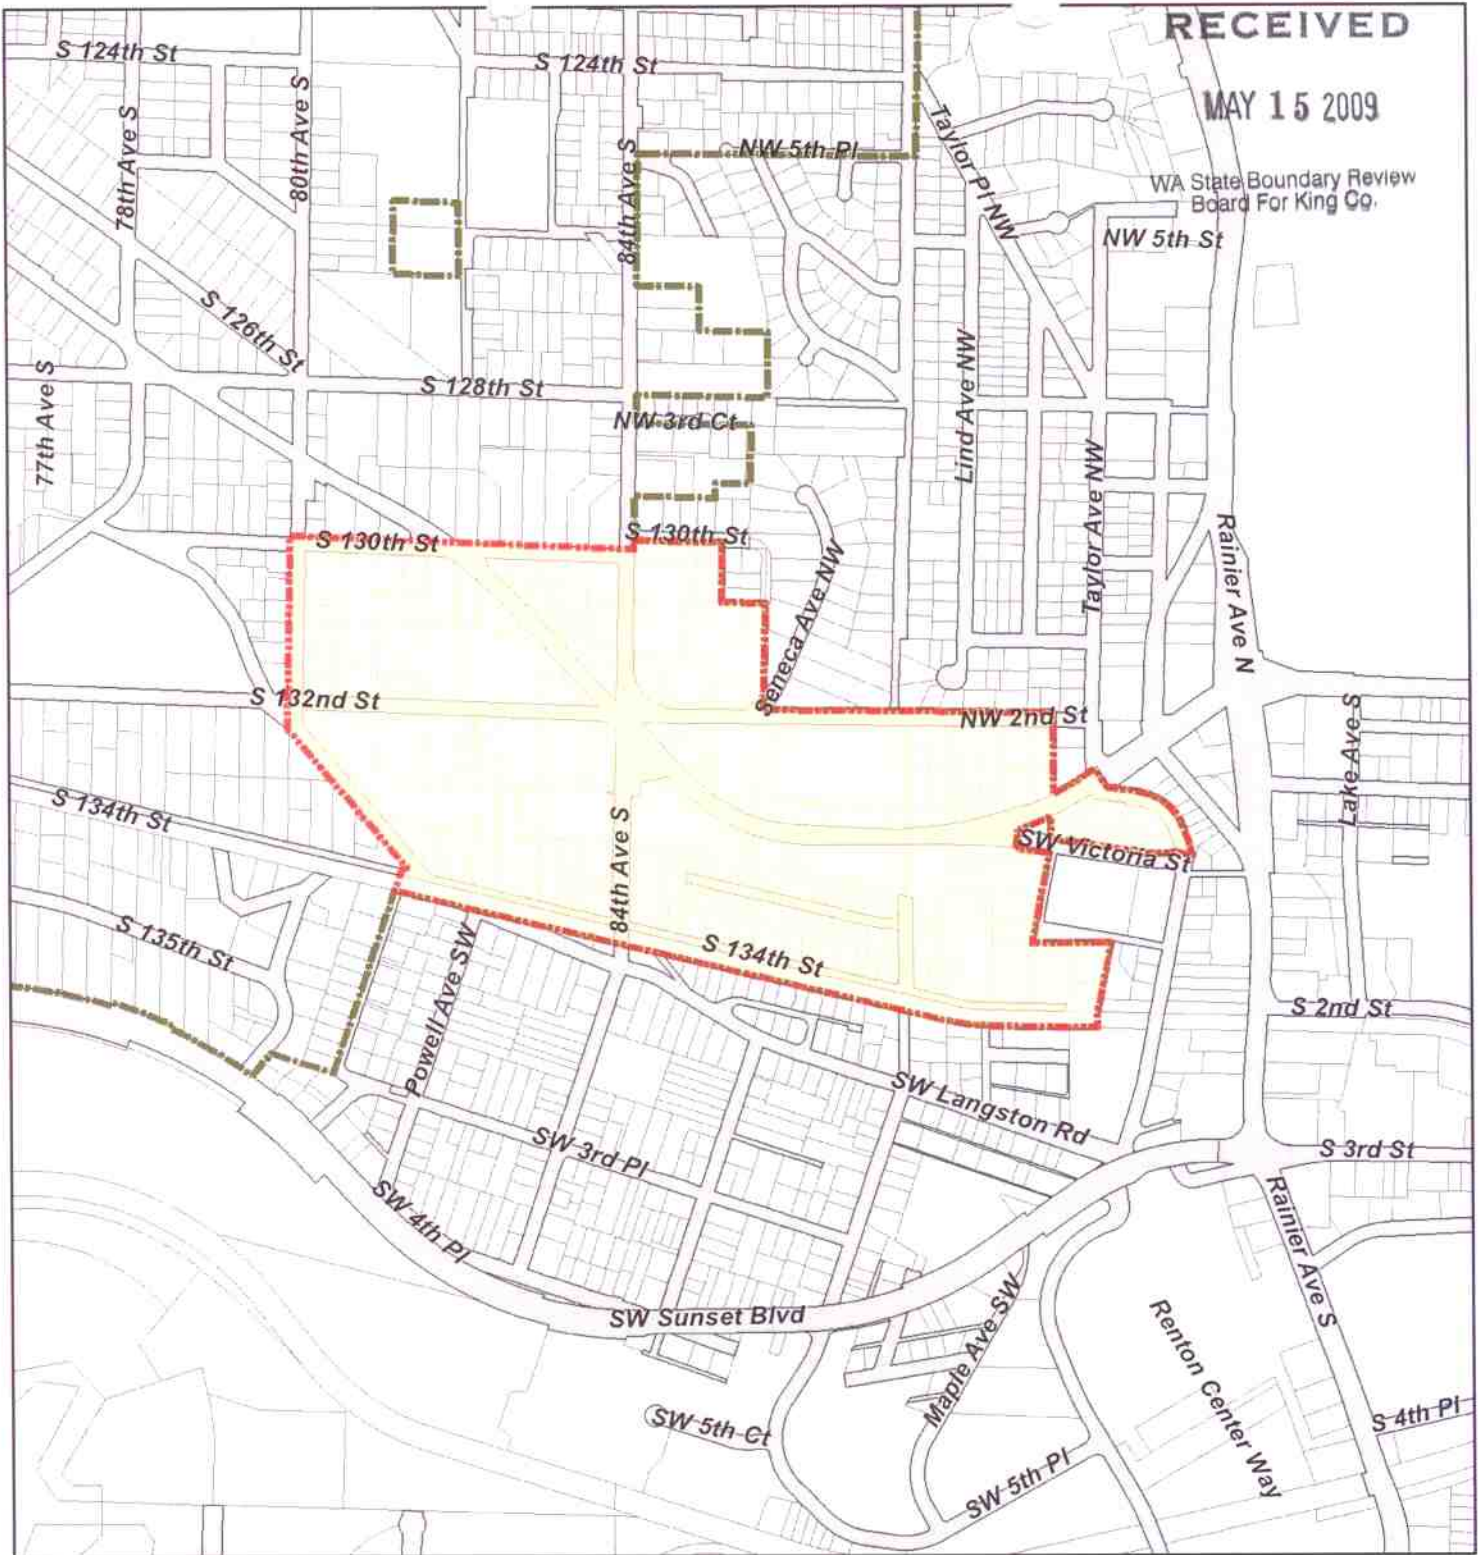 RECEIVED
MAY 15 2009
WA State Boundary Review
Board For King Co.
S 124th St
S 124th St
78th Ave S
80th Ave S
84th Ave S
NW 5th Pl
Taylor Pl NW
NW 5th St
S 126th St
77th Ave S
S 128th St
NW 3rd Ct
Lind Ave NW
Taylor Ave NW
Rainier Ave N
S 130th St
S 130th St
Seneca Ave NW
S 132nd St
NW 2nd St
Lake Ave S
S 134th St
84th Ave S
SW Victoria St
S 135th St
S 134th St
Powell Ave SW
S 2nd St
SW Langston Rd
SW 3rd Pl
S 3rd St
SW 4th Pl
Rainier Ave S
SW Sunset Blvd
Maple Ave SW
Renton Center Way
SW 5th Ct
S 4th Pl
SW 5th Pl